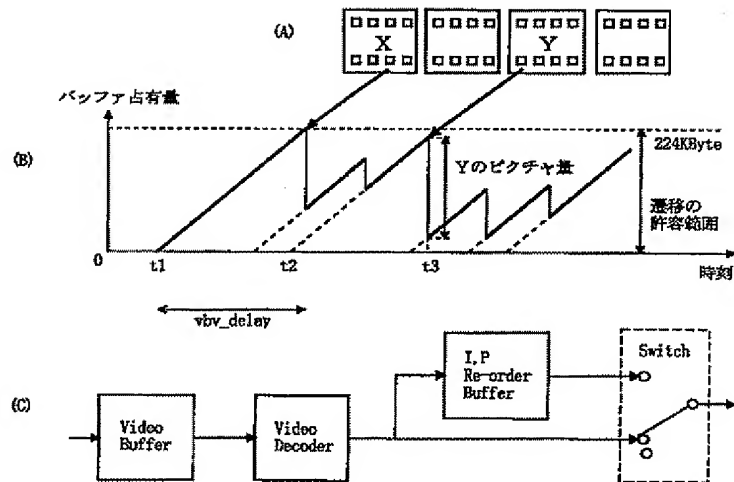 (A)
X
Y
バッファ占有量
(B)
224KByte
Yのピクチャ量
遷移の
許容範囲
0
t1
t2
t3
時刻
vbv_delay
I,P
Re-order
Buffer
Switch
(C)
Video
Buffer
Video
Decoder